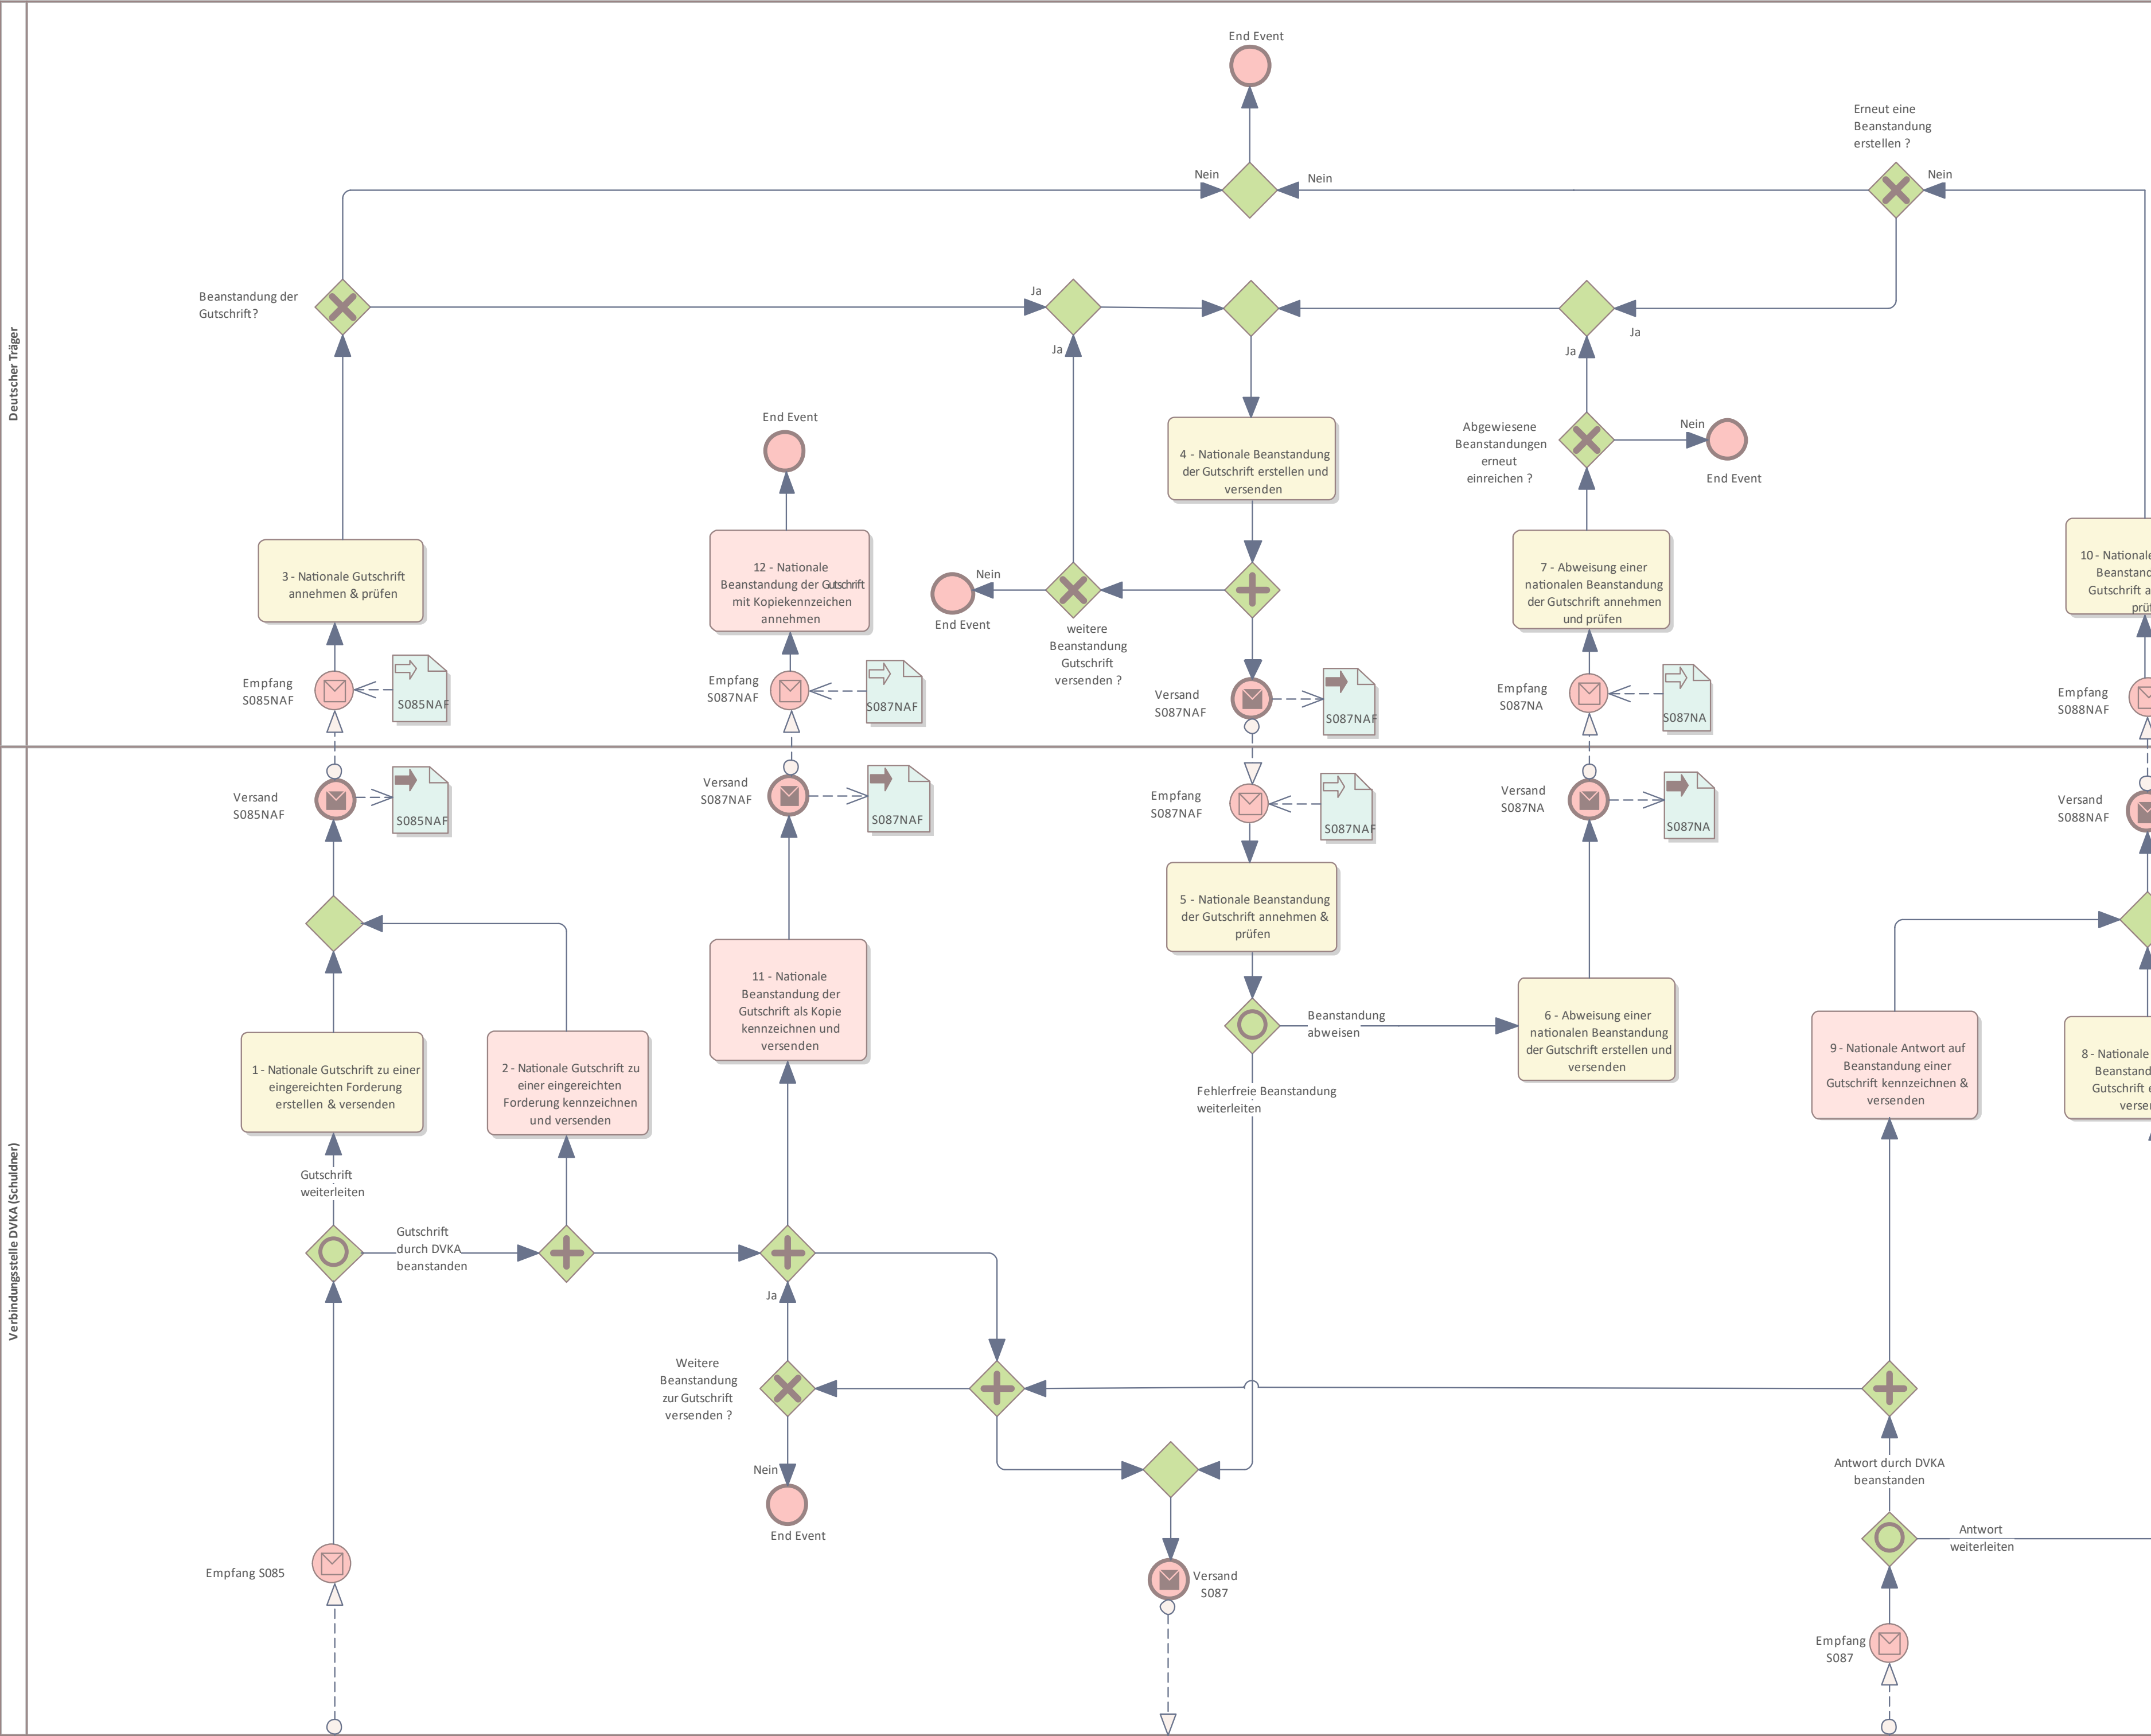 Deutscher Träger
End Event
Erneut eine
Beanstandung
erstellen ?
Nein
Nein
Nein
Beanstandung der
Gutschrift?
Ja
Ja
Ja
Ja
Abgewiesene
Beanstandungen
erneut
einreichen ?
Nein
End Event
End Event
4 - Nationale Beanstandung
der Gutschrift erstellen und
versenden
3 - Nationale Gutschrift
annehmen & prüfen
12 - Nationale
Beanstandung der Gutschrift
mit Kopiekennzeichen
annehmen
Nein
End Event
weitere
Beanstandung
Gutschrift
versenden ?
7 - Abweisung einer
nationalen Beanstandung
der Gutschrift annehmen
und prüfen
10 - Nationale
Beanstand
Gutschrift a
prüf
Empfang
S085NAF
S085NAF
Empfang
S087NAF
S087NAF
Versand
S087NAF
S087NAF
Empfang
S087NA
S087NA
Empfang
S088NAF
Verbindungsstelle DVKA (Schuldner)
Versand
S085NAF
S085NAF
Versand
S087NAF
S087NAF
Empfang
S087NAF
S087NAF
Versand
S087NA
S087NA
Versand
S088NAF
5 - Nationale Beanstandung
der Gutschrift annehmen &
prüfen
11 - Nationale
Beanstandung der
Gutschrift als Kopie
kennzeichnen und
versenden
Beanstandung
abweisen
6 - Abweisung einer
nationalen Beanstandung
der Gutschrift erstellen und
versenden
1 - Nationale Gutschrift zu einer
eingereichten Forderung
erstellen & versenden
2 - Nationale Gutschrift zu
einer eingereichten
Forderung kennzeichnen
und versenden
9 - Nationale Antwort auf
Beanstandung einer
Gutschrift kennzeichnen &
versenden
8 - Nationale
Beanstand
Gutschrift e
verse
Fehlerfreie Beanstandung
weiterleiten
Gutschrift
weiterleiten
Gutschrift
durch DVKA
beanstanden
Ja
Weitere
Beanstandung
zur Gutschrift
versenden ?
Nein
End Event
Antwort durch DVKA
beanstanden
Antwort
weiterleiten
Empfang S085
Versand
S087
Empfang
S087